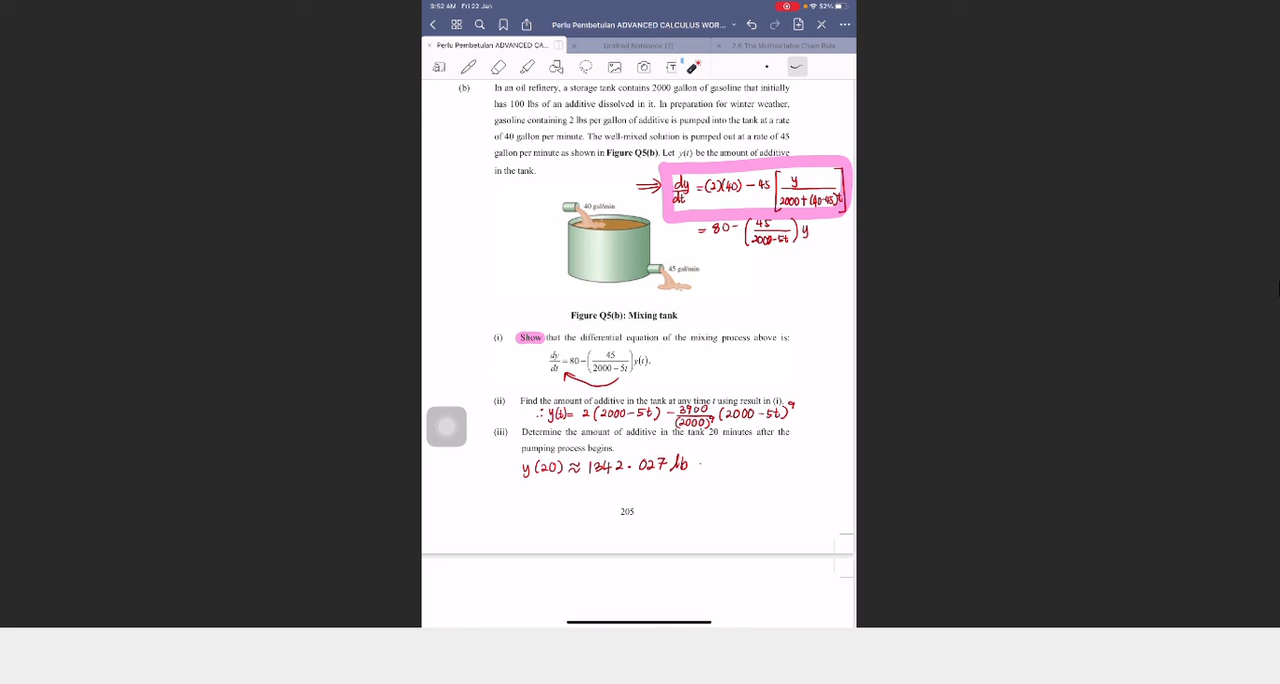 9:52 AM Fri 22 Jan
52%
Perlu Pembetulan ADVANCED CALCULUS WOR...
Perlu Pembetulan ADVANCED CA...
Untitled Notebook (2)
7.6 The Multivariable Chain Rule
(b) In an oil refinery, a storage tank contains 2000 gallon of gasoline that initially
has 100 lbs of an additive dissolved in it. In preparation for winter weather,
gasoline containing 2 lbs per gallon of additive is pumped into the tank at a rate
of 40 gallon per minute. The well-mixed solution is pumped out at a rate of 45
gallon per minute as shown in Figure Q5(b). Let y(t) be the amount of additive
in the tank.
⇒ dy/dt = (2)(40) - 45 [y / 2000 + (40-45)t]
= 80 - (45 / 2000-5t) y
40 gal/min
45 gal/min
Figure Q5(b): Mixing tank
(i) Show that the differential equation of the mixing process above is:
dy/dt = 80 - (45 / 2000 - 5t) y(t).
(ii) Find the amount of additive in the tank at any time t using result in (i).
∴ y(t) = 2 (2000-5t) - 3900/(2000)⁹ (2000-5t)⁹
(iii) Determine the amount of additive in the tank 20 minutes after the
pumping process begins.
y(20) ≈ 1342.027 lb
205